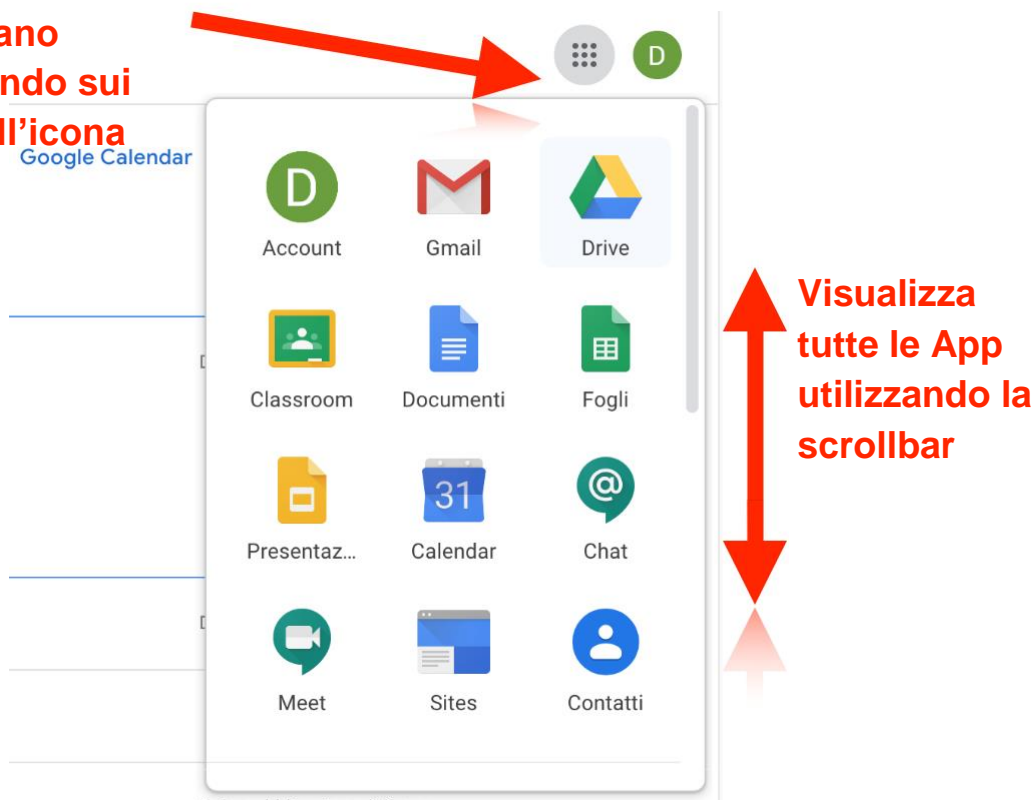 ano
ndo sui
ll'icona
D
Google Calendar
D
Account
Gmail
Drive
Classroom
Documenti
Fogli
Presentaz...
31
Calendar
@
Chat
Meet
Sites
Contatti
Visualizza
tutte le App
utilizzando la
scrollbar